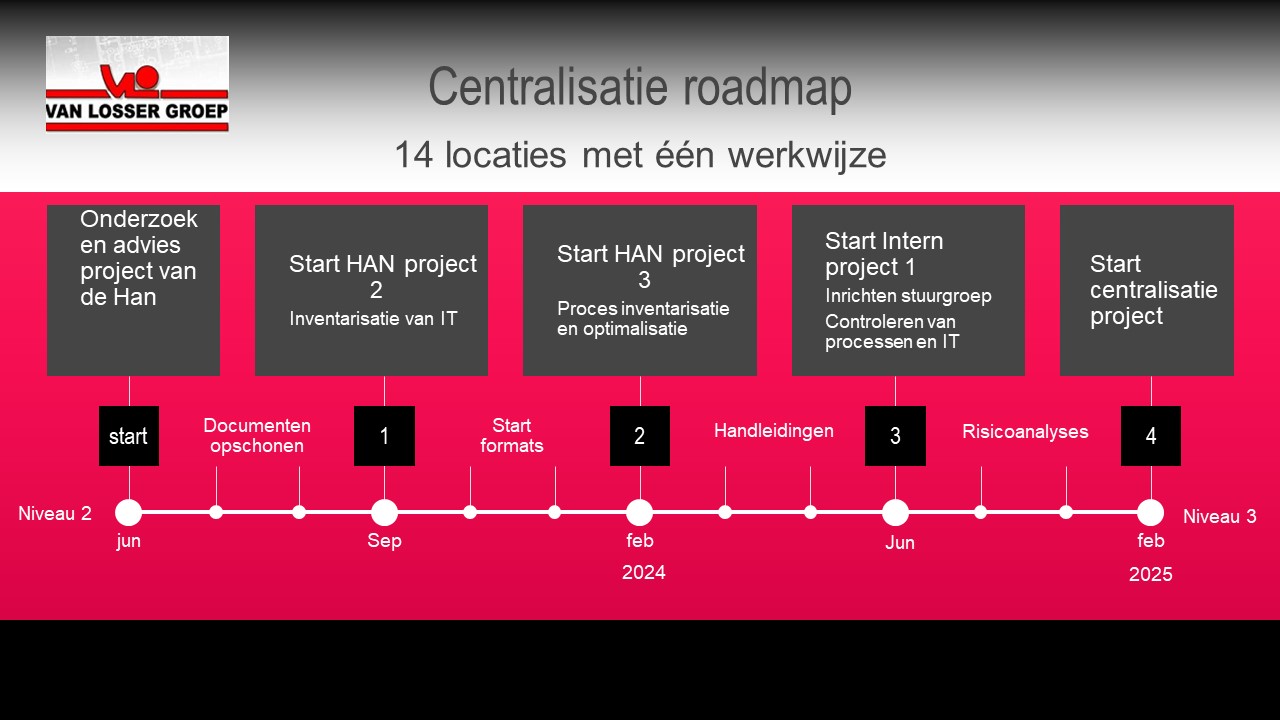 VAN LOSSER GROEP
Centralisatie roadmap
14 locaties met één werkwijze
Onderzoek
en advies
project van
de Han
Start HAN project
2
Inventarisatie van IT
Start HAN project
3
Proces inventarisatie
en optimalisatie
Start Intern
project 1
Inrichten stuurgroep
Controleren van
processen en IT
Start
centralisatie
project
start
Documenten
opschonen
1
Start
formats
2
Handleidingen
3
Risicoanalyses
4
Niveau 2
Niveau 3
jun
Sep
feb
2024
Jun
feb
2025